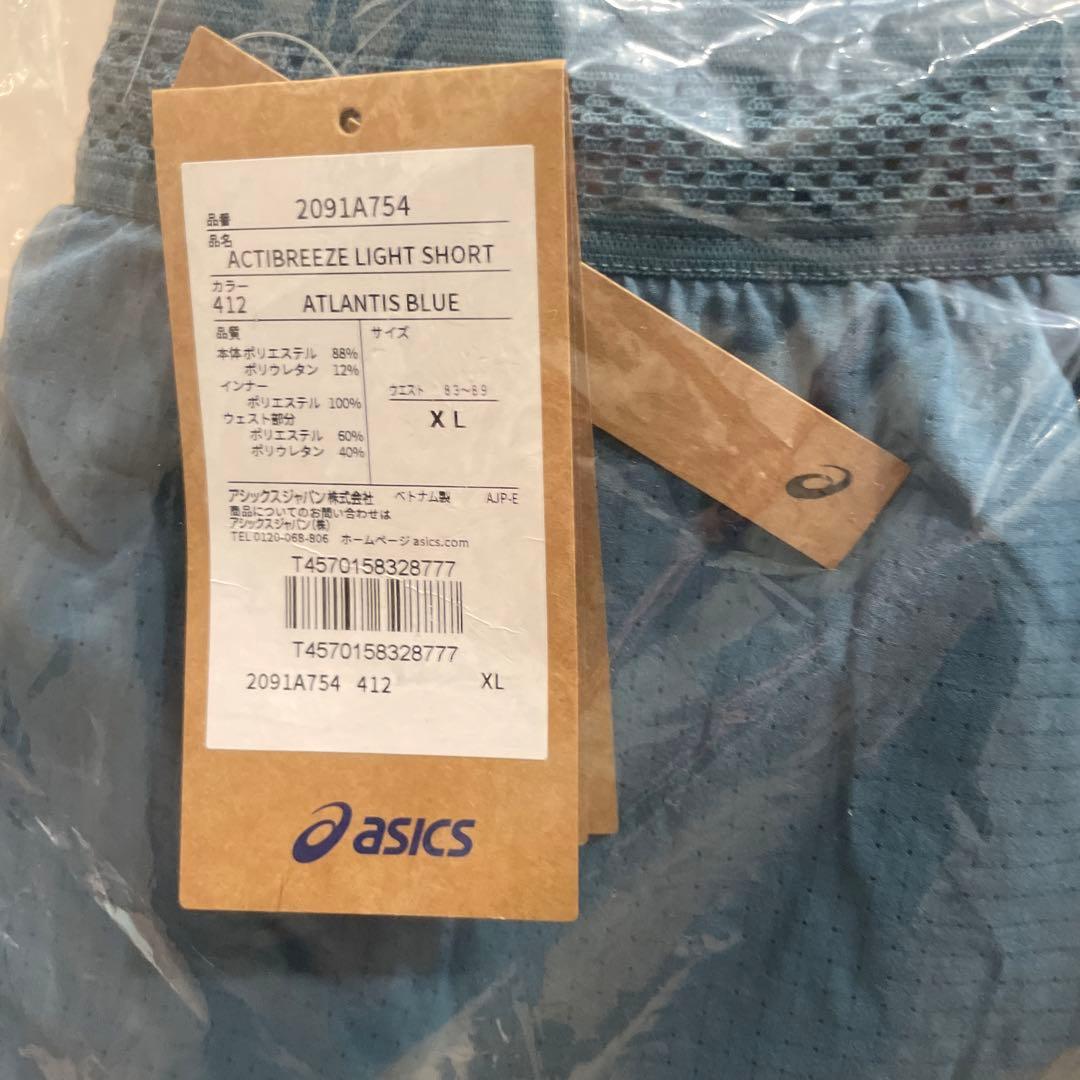 品番 2091A754
品名
ACTIBREEZE LIGHT SHORT
カラー
412 ATLANTIS BLUE
品質 サイズ
本体ポリエステル 88%
ポリウレタン 12%
インナー
ポリエステル 100%
ウェスト部分
ポリエステル 60%
ポリウレタン 40%
ウエスト 83~89
XL
アシックスジャパン株式会社 ベトナム製 AJP-E
商品についてのお問い合わせは
アシックスジャパン(株)
TEL 0120-068-806 ホームページ asics.com
T4570158328777
T4570158328777
2091A754 412 XL
asics